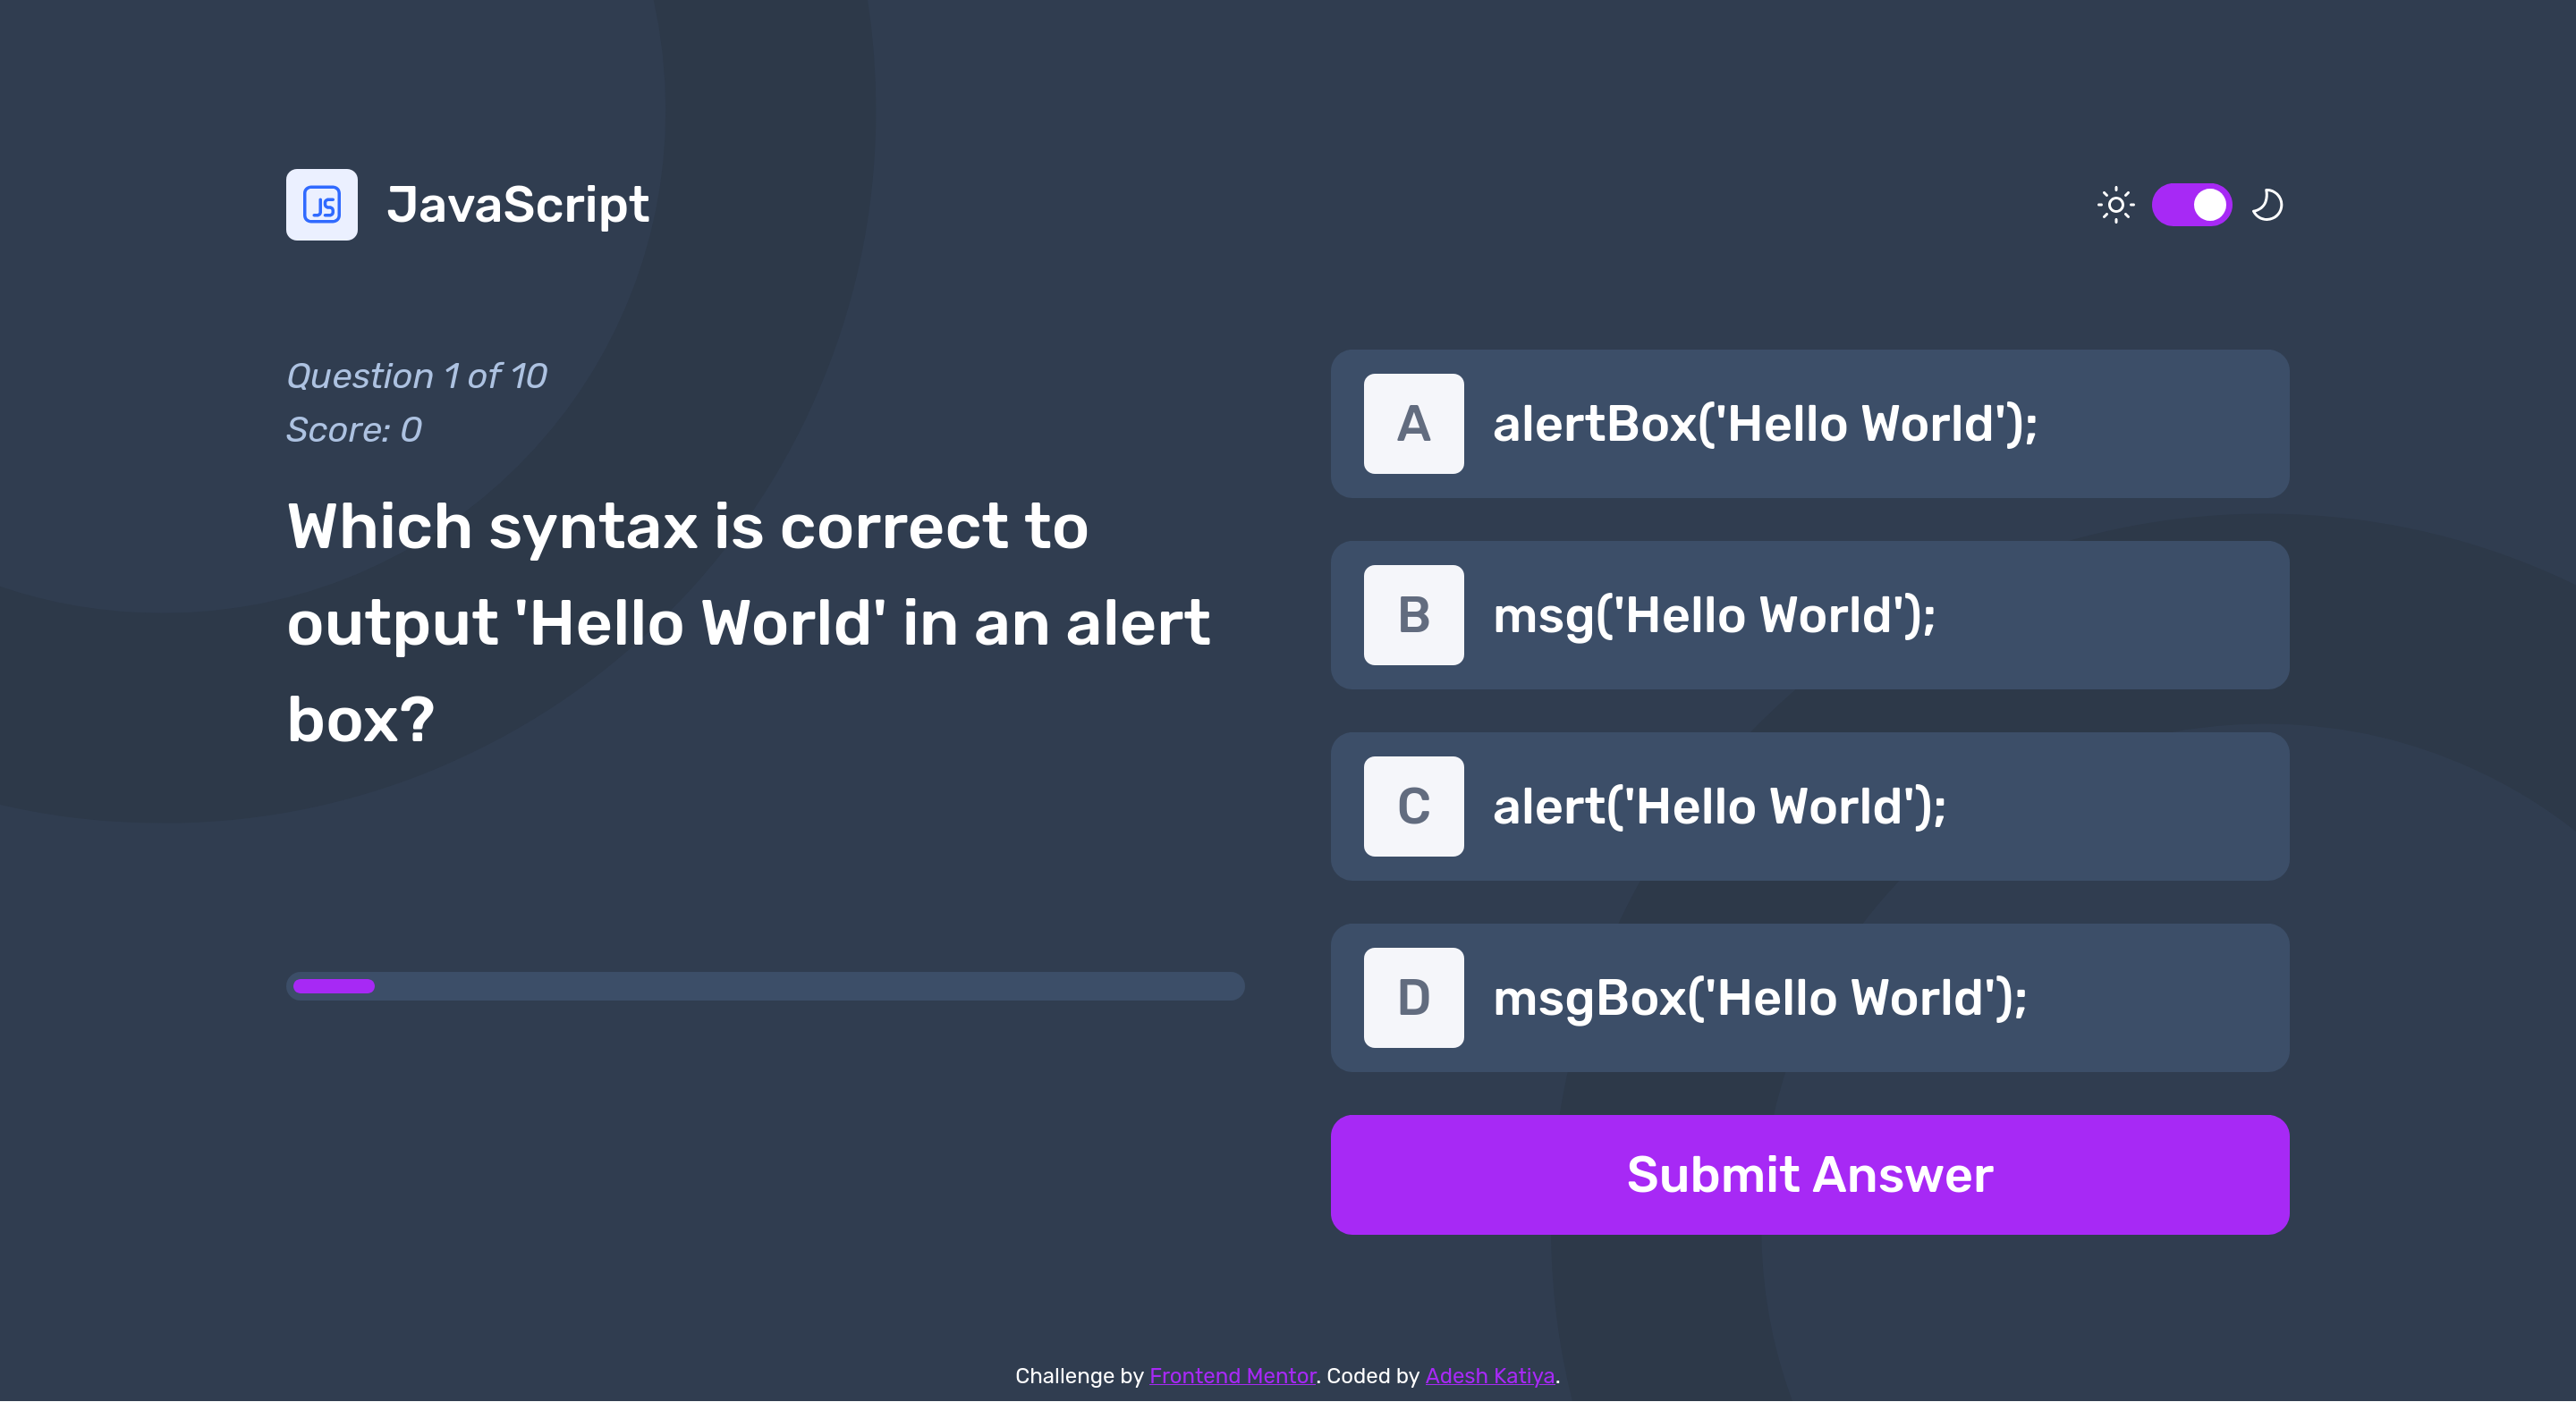 JS
JavaScript
Question 1 of 10
Score: 0
Which syntax is correct to
output 'Hello World' in an alert
box?
A
alertBox('Hello World');
B
msg('Hello World');
C
alert('Hello World');
D
msgBox('Hello World');
Submit Answer
Challenge by Frontend Mentor. Coded by Adesh Katiya.